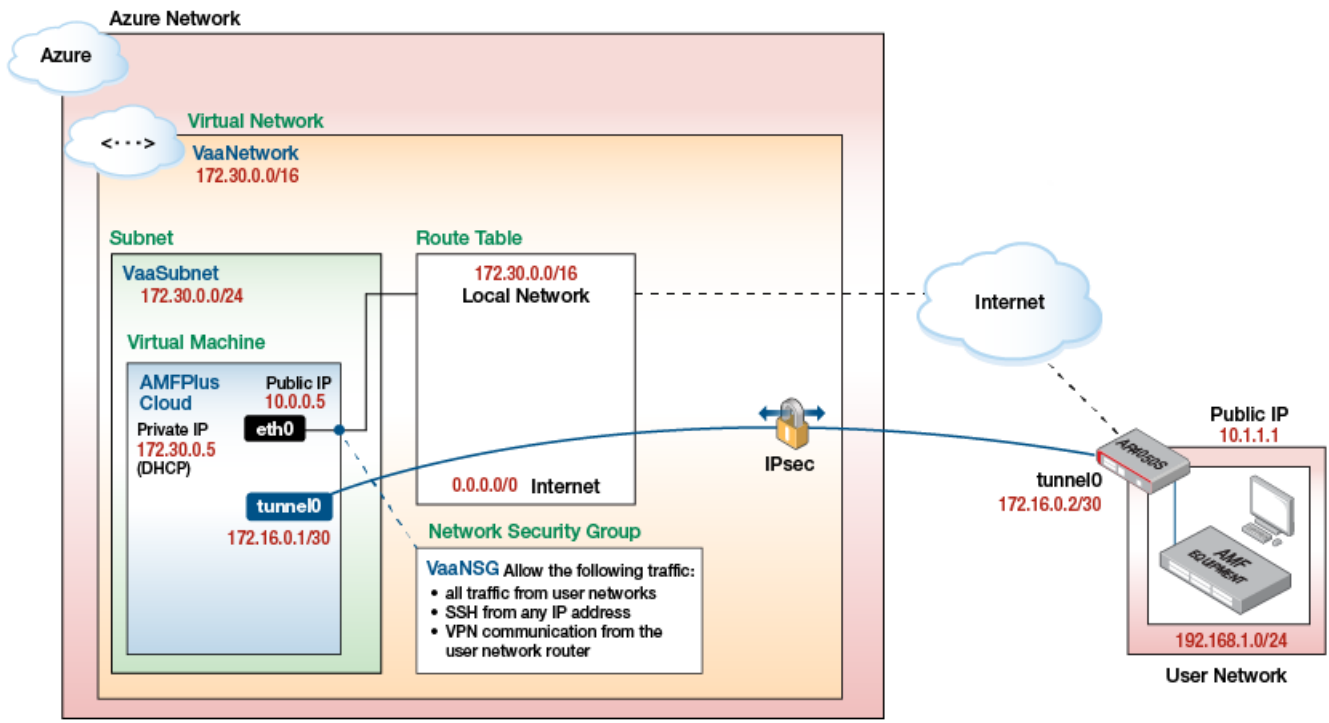 Azure Network
Azure
<···>
Virtual Network
VaaNetwork
172.30.0.0/16
Subnet
VaaSubnet
172.30.0.0/24
Virtual Machine
AMFPlus
Cloud
Public IP
10.0.0.5
Private IP
172.30.0.5
(DHCP)
eth0
tunnel0
172.16.0.1/30
Route Table
172.30.0.0/16
Local Network
0.0.0.0/0 Internet
Network Security Group
VaaNSG Allow the following traffic:
• all traffic from user networks
• SSH from any IP address
• VPN communication from the
user network router
IPsec
Internet
AR4050S
tunnel0
172.16.0.2/30
Public IP
10.1.1.1
AMF
EQUIPMENT
192.168.1.0/24
User Network